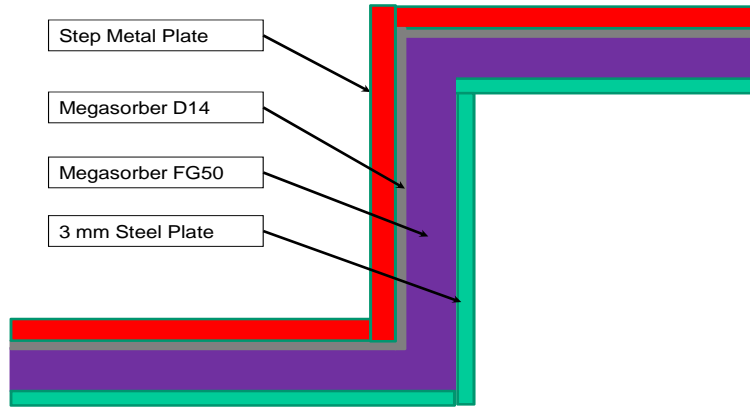 Step Metal Plate
Megasorber D14
Megasorber FG50
3 mm Steel Plate